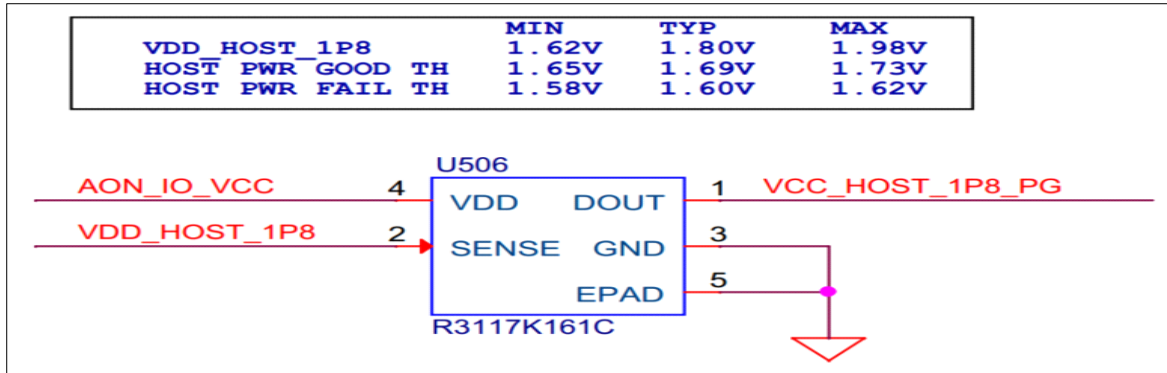 MIN TYP MAX
VDD_HOST_1P8 1.62V 1.80V 1.98V
HOST PWR GOOD TH 1.65V 1.69V 1.73V
HOST PWR FAIL TH 1.58V 1.60V 1.62V
U506
AON_IO_VCC 4 VDD DOUT 1 VCC_HOST_1P8_PG
VDD_HOST_1P8 2 SENSE GND 3
EPAD 5
R3117K161C